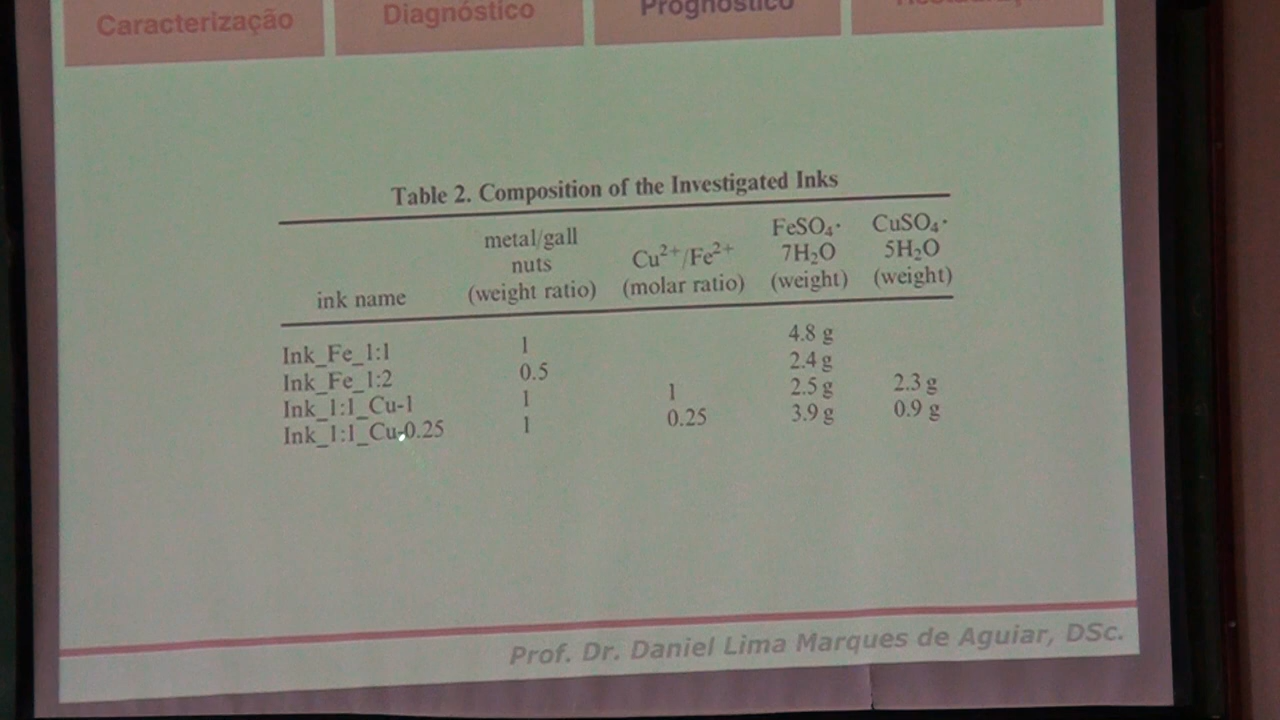 Caracterização Diagnóstico Prognóstico
Table 2. Composition of the Investigated Inks
ink name metal/gall nuts (weight ratio) Cu²⁺/Fe²⁺ (molar ratio) FeSO₄· 7H₂O (weight) CuSO₄· 5H₂O (weight)
Ink_Fe_1:1 1 4.8 g
Ink_Fe_1:2 0.5 2.4 g
Ink_1:1_Cu-1 1 1 2.5 g 2.3 g
Ink_1:1_Cu-0.25 1 0.25 3.9 g 0.9 g
Prof. Dr. Daniel Lima Marques de Aguiar, DSc.